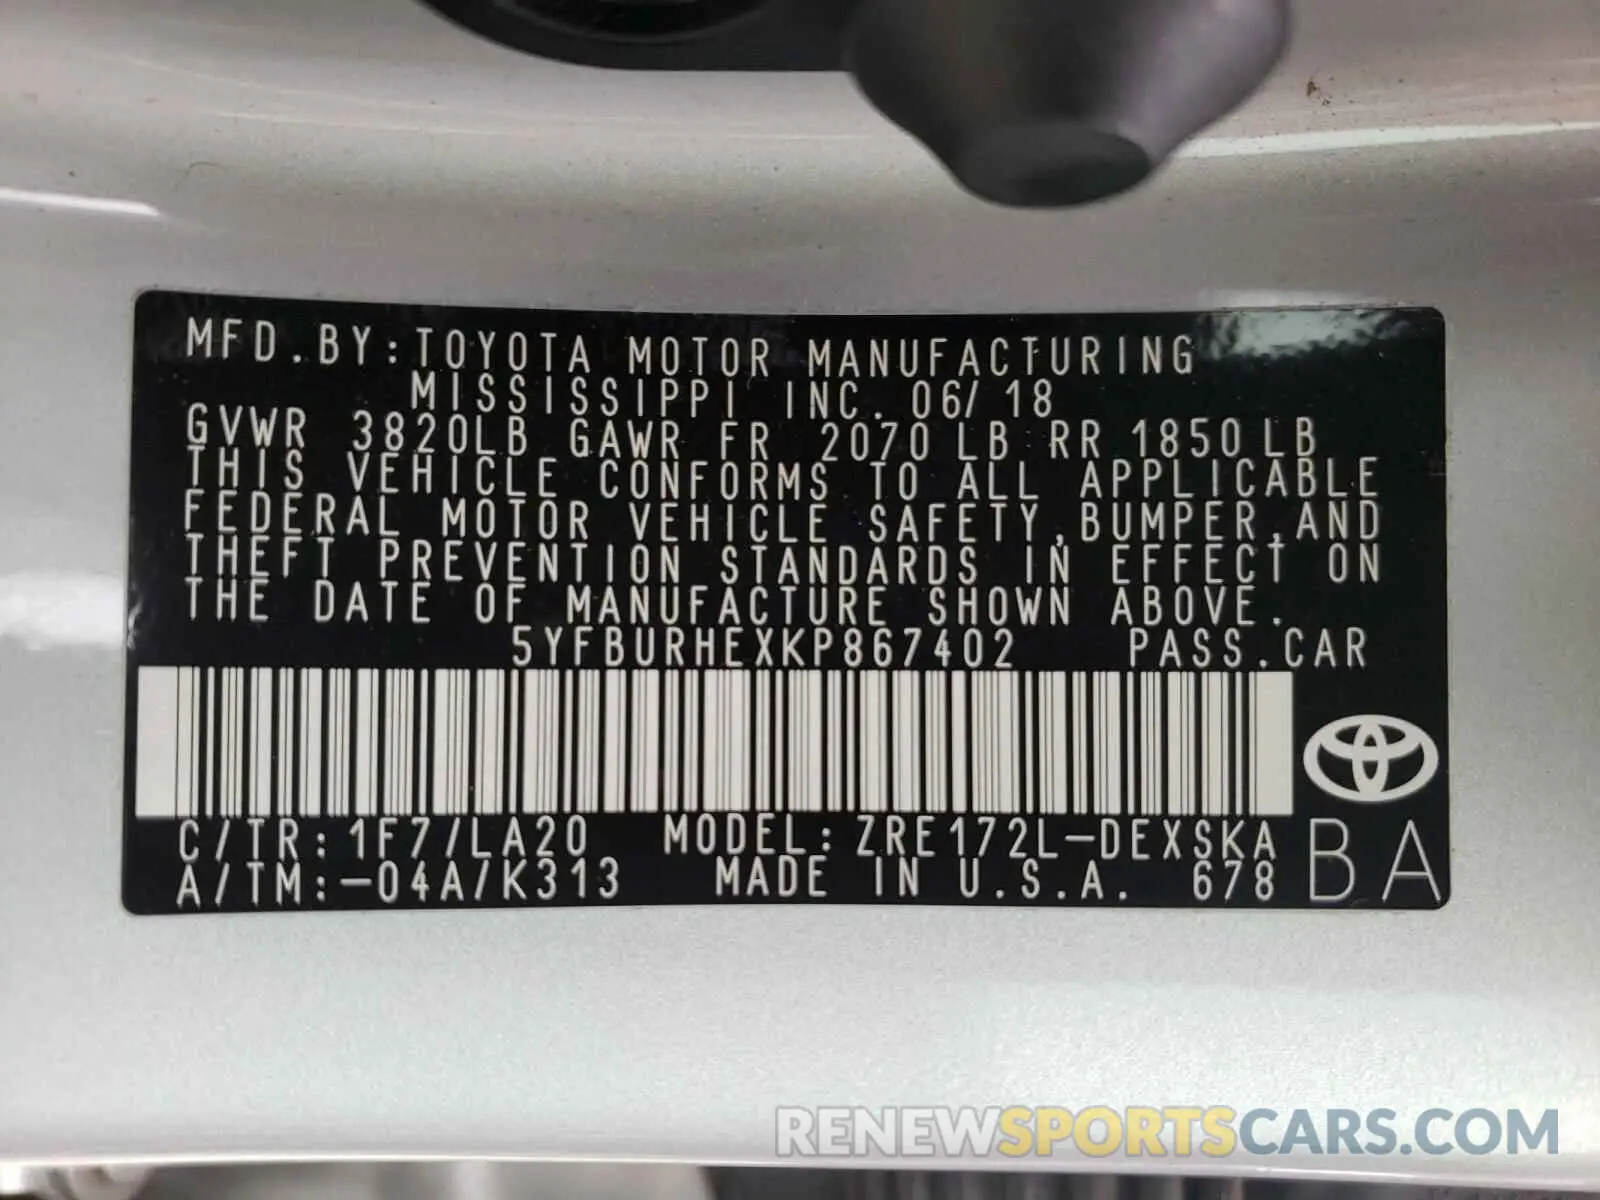 MFD.BY:TOYOTA MOTOR MANUFACTURING
MISSISSIPPI INC. 06/18
GVWR 3820LB GAWR FR 2070 LB RR 1850LB
THIS VEHICLE CONFORMS TO ALL APPLICABLE
FEDERAL MOTOR VEHICLE SAFETY,BUMPER,AND
THEFT PREVENTION STANDARDS IN EFFECT ON
THE DATE OF MANUFACTURE SHOWN ABOVE.
5YFBURHEXKP867402 PASS.CAR
C/TR:1F7/LA20 MODEL:ZRE172L-DEXSKA
A/TM:-04A/K313 MADE IN U.S.A. 678
BA
RENEWSPORTSCARS.COM